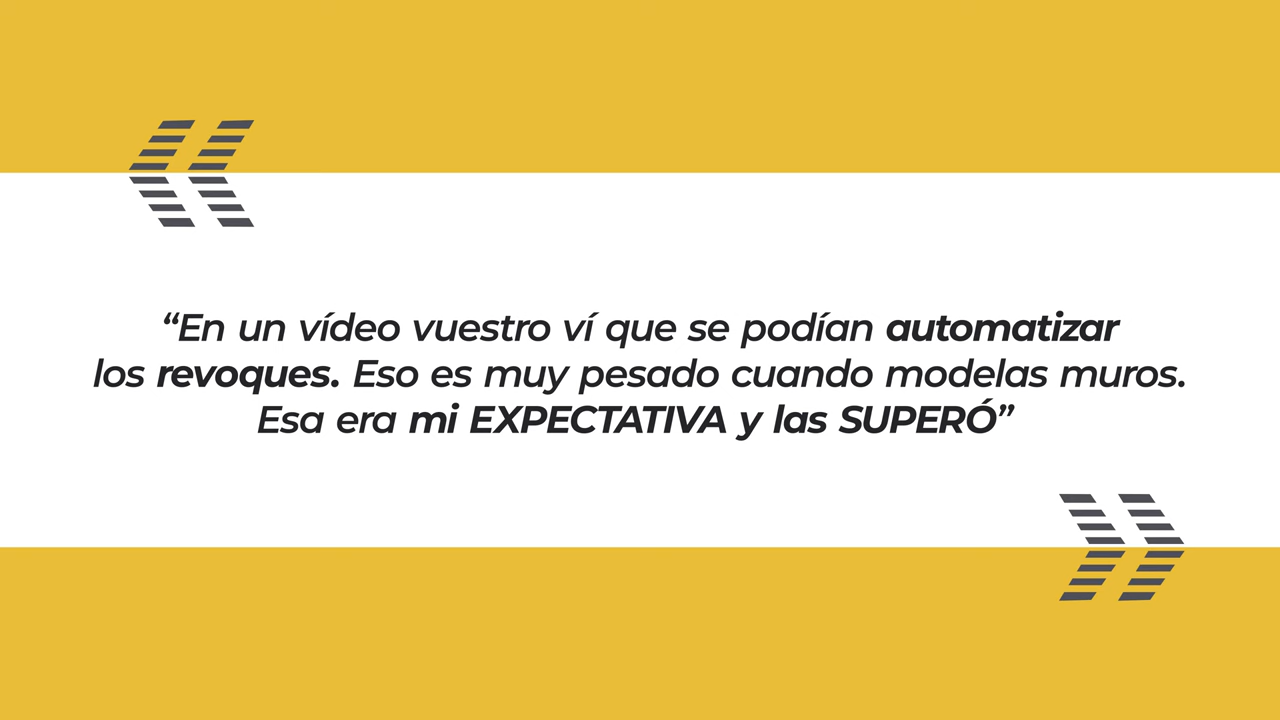 “En un vídeo vuestro ví que se podían automatizar
los revoques. Eso es muy pesado cuando modelas muros.
Esa era mi EXPECTATIVA y las SUPERÓ”